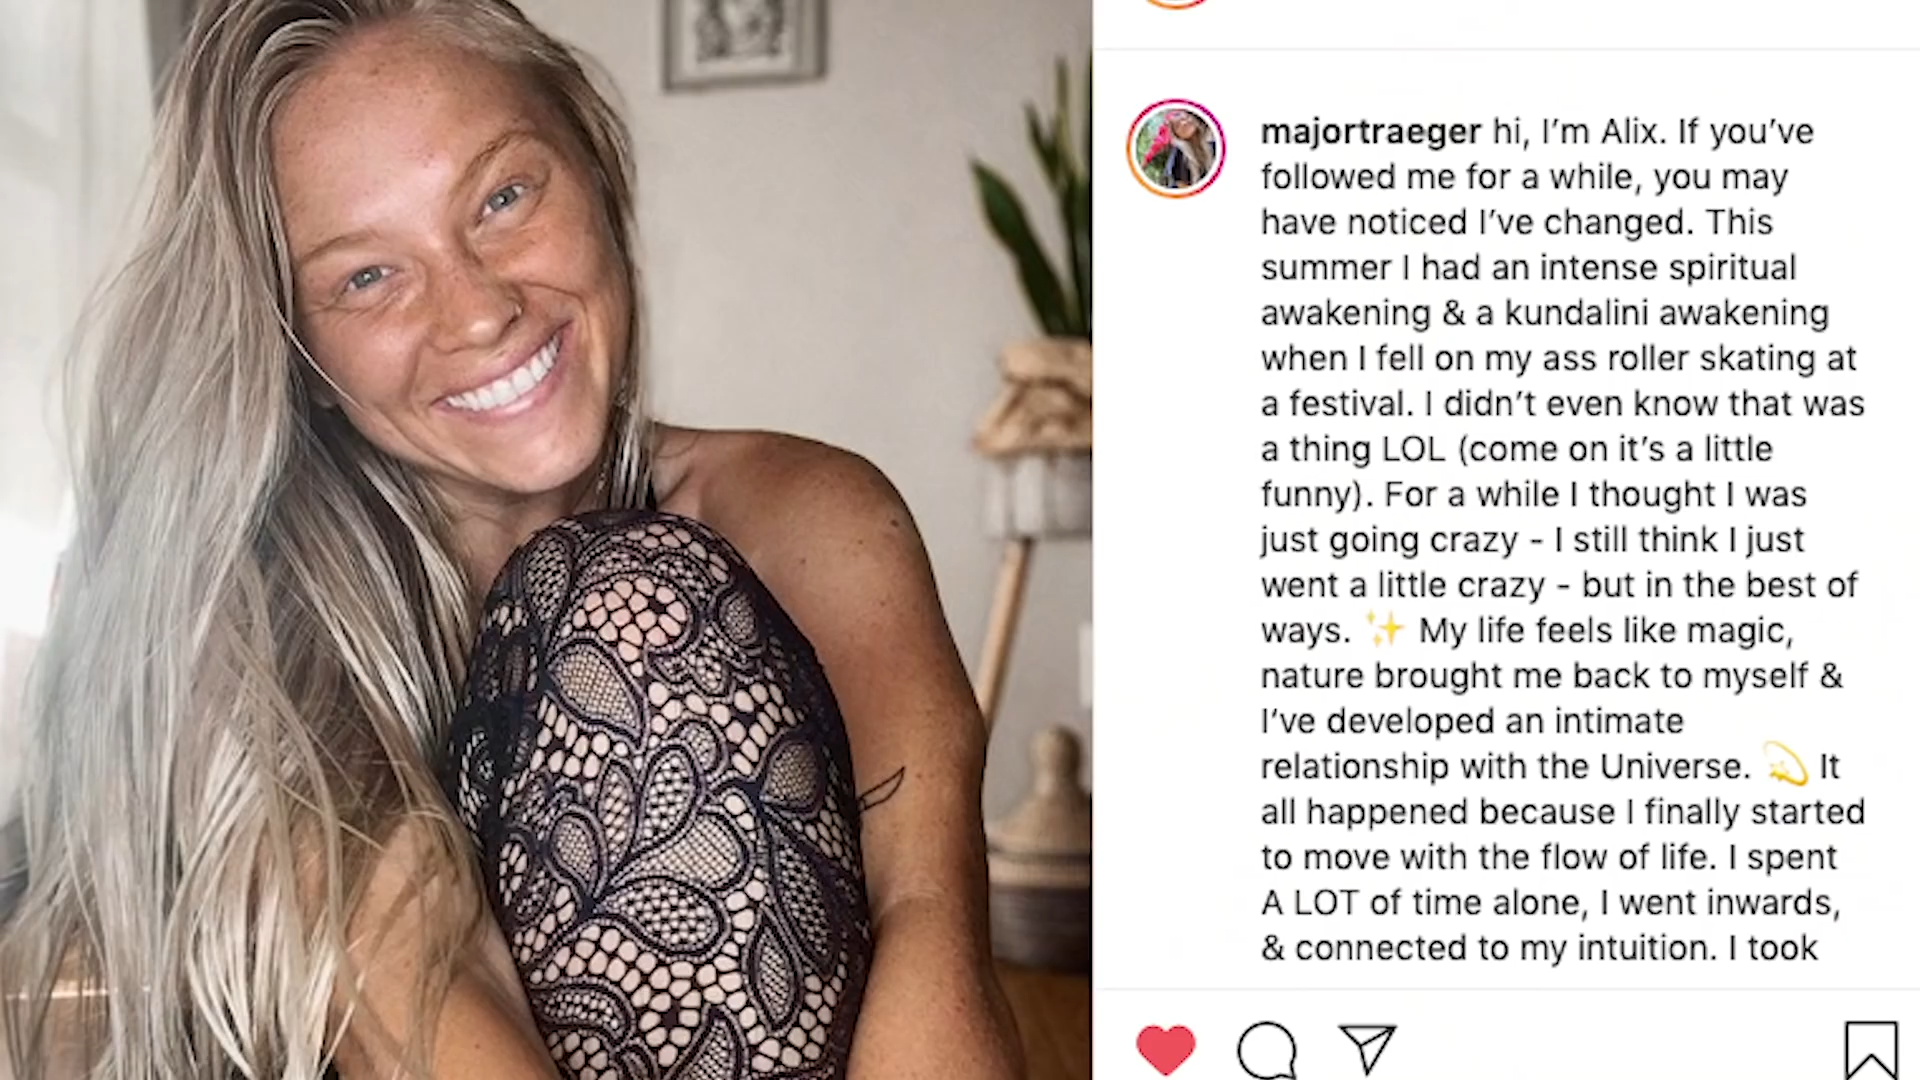 majortraeger hi, I’m Alix. If you’ve
followed me for a while, you may
have noticed I’ve changed. This
summer I had an intense spiritual
awakening & a kundalini awakening
when I fell on my ass roller skating at
a festival. I didn’t even know that was
a thing LOL (come on it’s a little
funny). For a while I thought I was
just going crazy - I still think I just
went a little crazy - but in the best of
ways. ✨ My life feels like magic,
nature brought me back to myself &
I’ve developed an intimate
relationship with the Universe. 💫 It
all happened because I finally started
to move with the flow of life. I spent
A LOT of time alone, I went inwards,
& connected to my intuition. I took